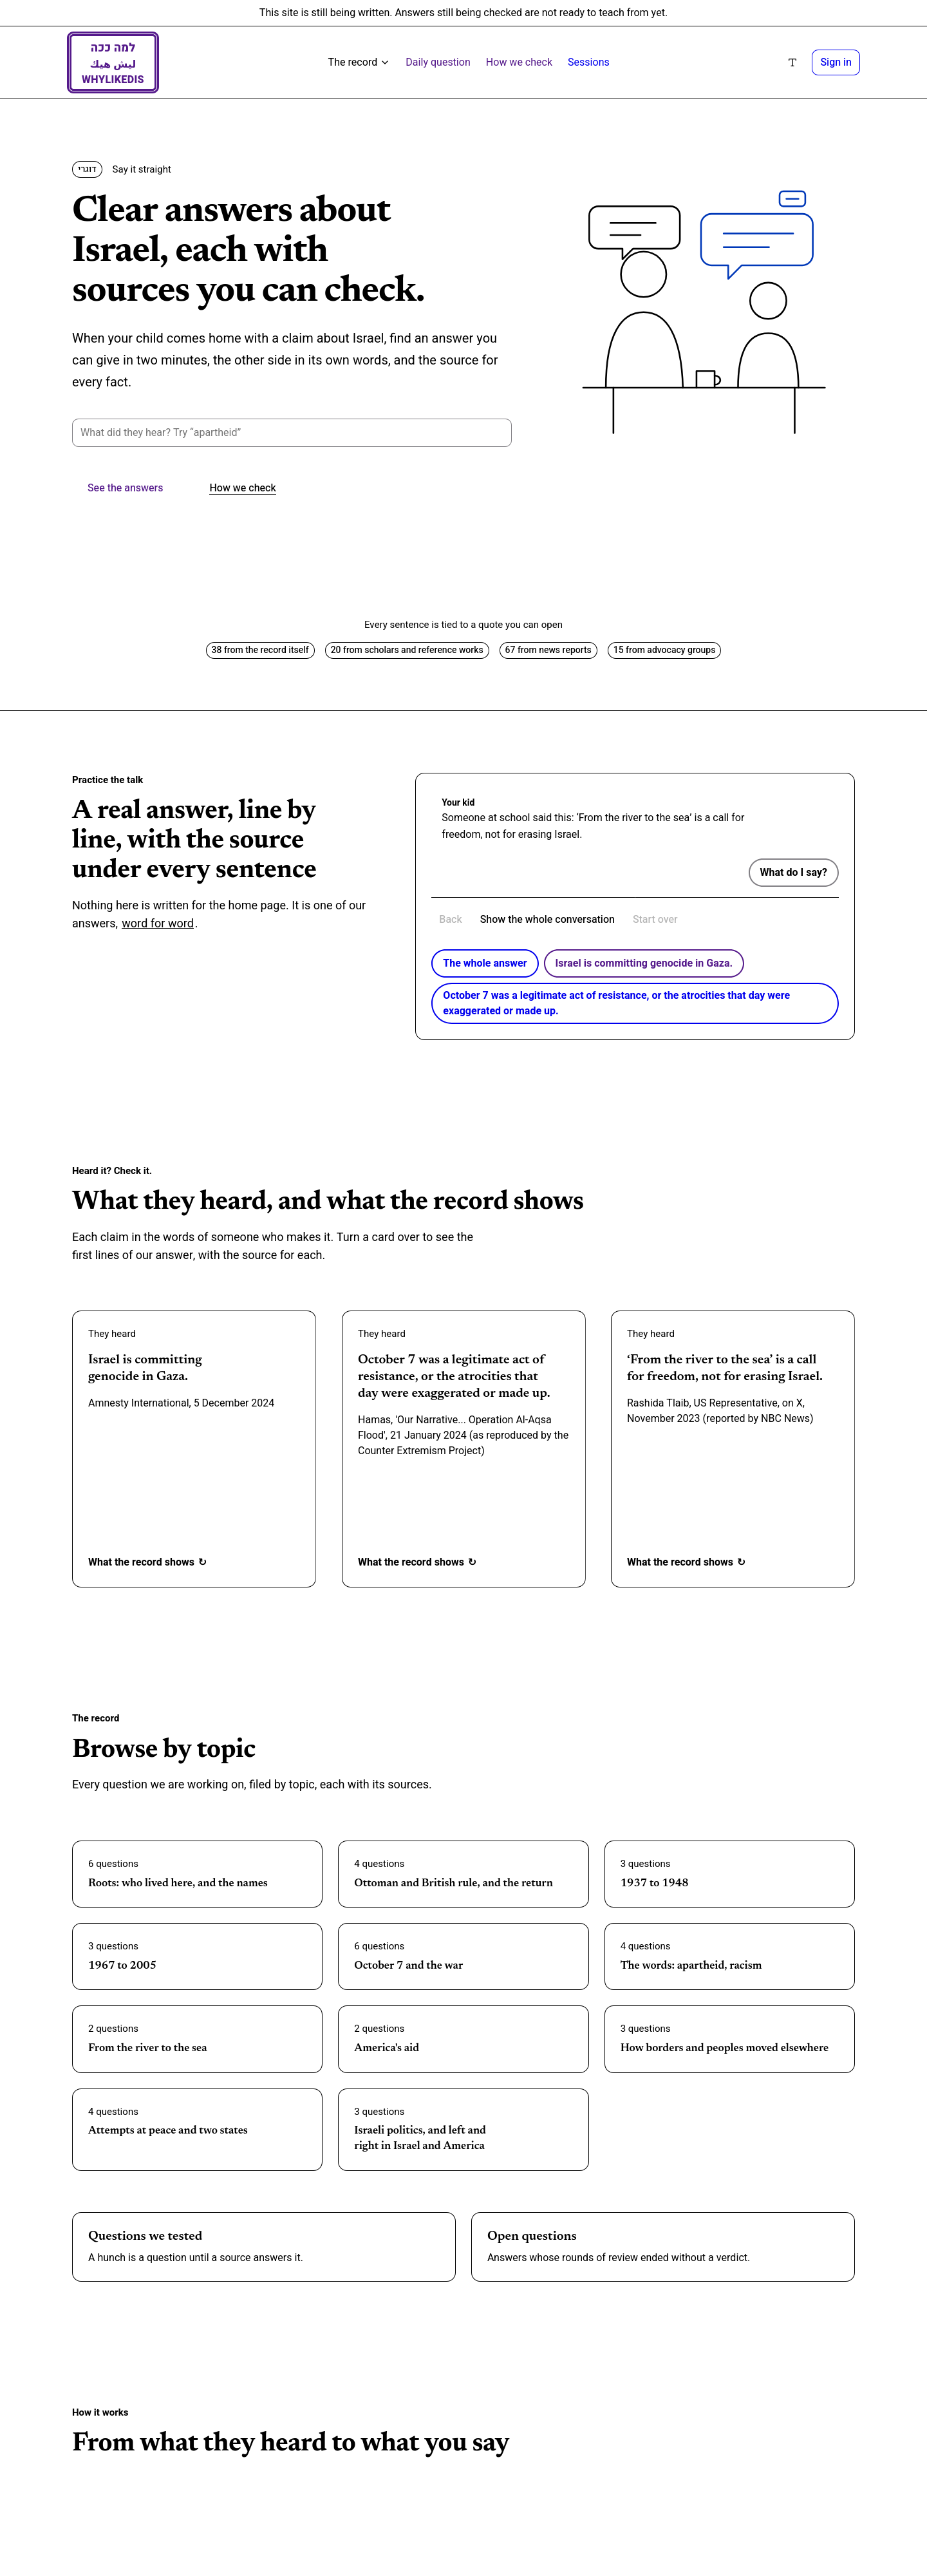 This site is still being written. Answers still being checked are not ready to teach from yet.
למה ככה
ليش هيك
WHYLIKEDIS
The record
Daily question
How we check
Sessions
T
Sign in
דוגרי
Say it straight
Clear answers about
Israel, each with
sources you can check.
When your child comes home with a claim about Israel, find an answer you
can give in two minutes, the other side in its own words, and the source for
every fact.
What did they hear? Try “apartheid”
See the answers
How we check
Every sentence is tied to a quote you can open
38 from the record itself
20 from scholars and reference works
67 from news reports
15 from advocacy groups
Practice the talk
A real answer, line by
line, with the source
under every sentence
Nothing here is written for the home page. It is one of our
answers, word for word.
Your kid
Someone at school said this: ‘From the river to the sea’ is a call for
freedom, not for erasing Israel.
What do I say?
Back
Show the whole conversation
Start over
The whole answer
Israel is committing genocide in Gaza.
October 7 was a legitimate act of resistance, or the atrocities that day were
exaggerated or made up.
Heard it? Check it.
What they heard, and what the record shows
Each claim in the words of someone who makes it. Turn a card over to see the
first lines of our answer, with the source for each.
They heard
Israel is committing
genocide in Gaza.
Amnesty International, 5 December 2024
What the record shows ↻
They heard
October 7 was a legitimate act of
resistance, or the atrocities that
day were exaggerated or made up.
Hamas, 'Our Narrative... Operation Al-Aqsa
Flood', 21 January 2024 (as reproduced by the
Counter Extremism Project)
What the record shows ↻
They heard
‘From the river to the sea’ is a call
for freedom, not for erasing Israel.
Rashida Tlaib, US Representative, on X,
November 2023 (reported by NBC News)
What the record shows ↻
The record
Browse by topic
Every question we are working on, filed by topic, each with its sources.
6 questions
Roots: who lived here, and the names
4 questions
Ottoman and British rule, and the return
3 questions
1937 to 1948
3 questions
1967 to 2005
6 questions
October 7 and the war
4 questions
The words: apartheid, racism
2 questions
From the river to the sea
2 questions
America's aid
3 questions
How borders and peoples moved elsewhere
4 questions
Attempts at peace and two states
3 questions
Israeli politics, and left and
right in Israel and America
Questions we tested
A hunch is a question until a source answers it.
Open questions
Answers whose rounds of review ended without a verdict.
How it works
From what they heard to what you say